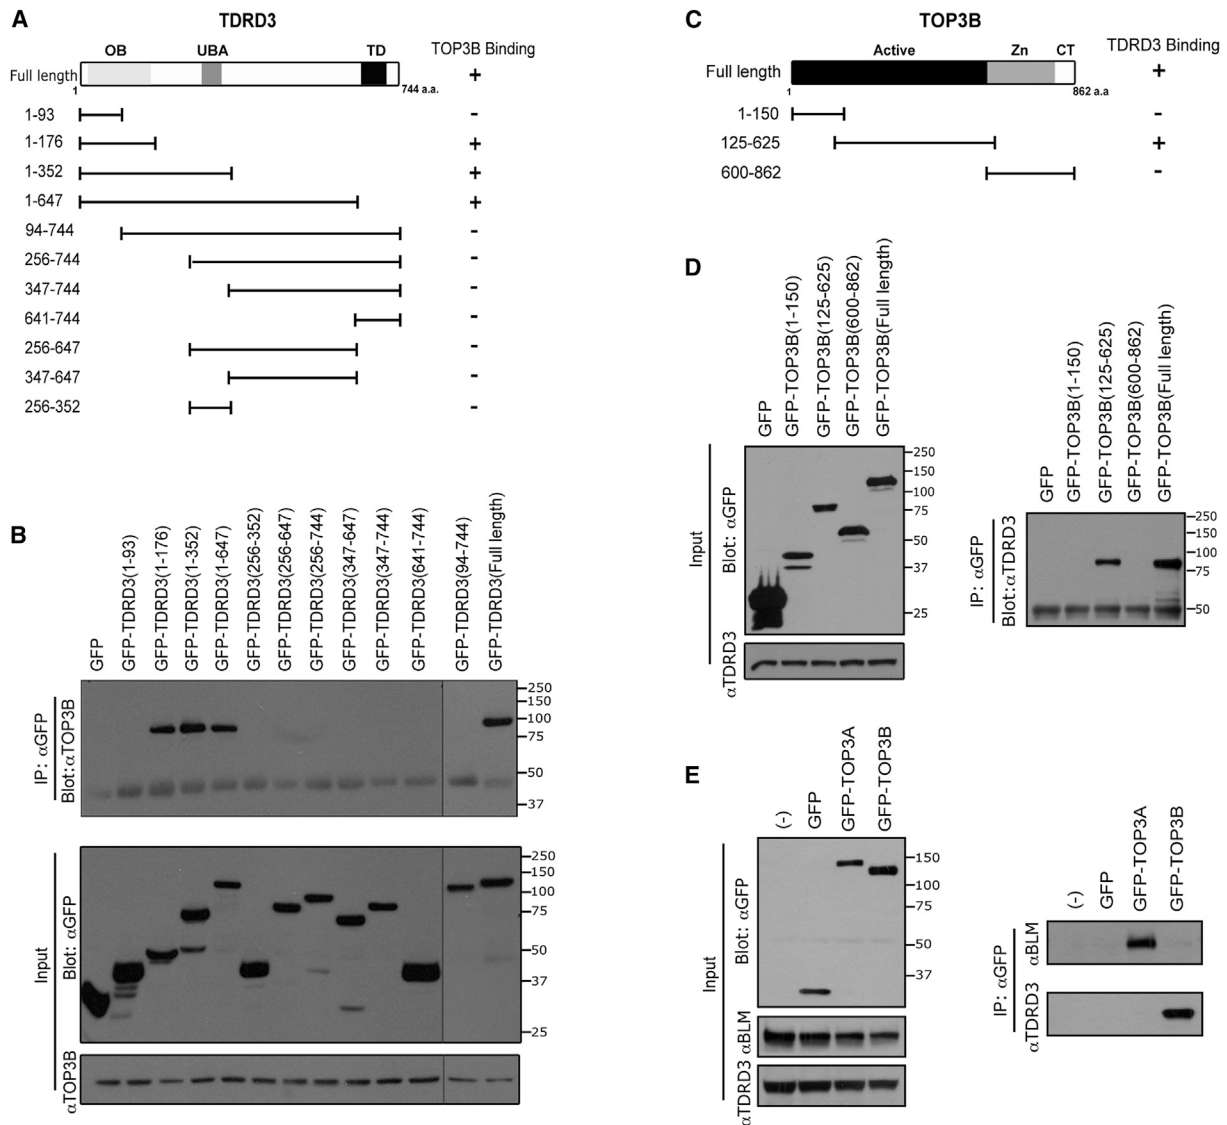 A
TDRD3
OB UBA TD TOP3B Binding
Full length +
1 744 a.a.
1-93 -
1-176 +
1-352 +
1-647 +
94-744 -
256-744 -
347-744 -
641-744 -
256-647 -
347-647 -
256-352 -
B
GFP
GFP-TDRD3(1-93)
GFP-TDRD3(1-176)
GFP-TDRD3(1-352)
GFP-TDRD3(1-647)
GFP-TDRD3(256-352)
GFP-TDRD3(256-647)
GFP-TDRD3(256-744)
GFP-TDRD3(347-647)
GFP-TDRD3(347-744)
GFP-TDRD3(641-744)
GFP-TDRD3(94-744)
GFP-TDRD3(Full length)
IP: αGFP
Blot:αTOP3B
250
150
100
75
50
37
Input
Blot: αGFP
250
150
100
75
50
37
25
αTOP3B
C
TOP3B
Active Zn CT TDRD3 Binding
Full length +
1 862 a.a
1-150 -
125-625 +
600-862 -
D
GFP
GFP-TOP3B(1-150)
GFP-TOP3B(125-625)
GFP-TOP3B(600-862)
GFP-TOP3B(Full length)
Input
Blot: αGFP
250
150
100
75
50
37
25
αTDRD3
GFP
GFP-TOP3B(1-150)
GFP-TOP3B(125-625)
GFP-TOP3B(600-862)
GFP-TOP3B(Full length)
IP: αGFP
Blot:αTDRD3
250
150
100
75
50
E
(-)
GFP
GFP-TOP3A
GFP-TOP3B
Input
Blot: αGFP
150
100
75
50
37
αBLM
αTDRD3
(-)
GFP
GFP-TOP3A
GFP-TOP3B
IP: αGFP
αBLM
αTDRD3